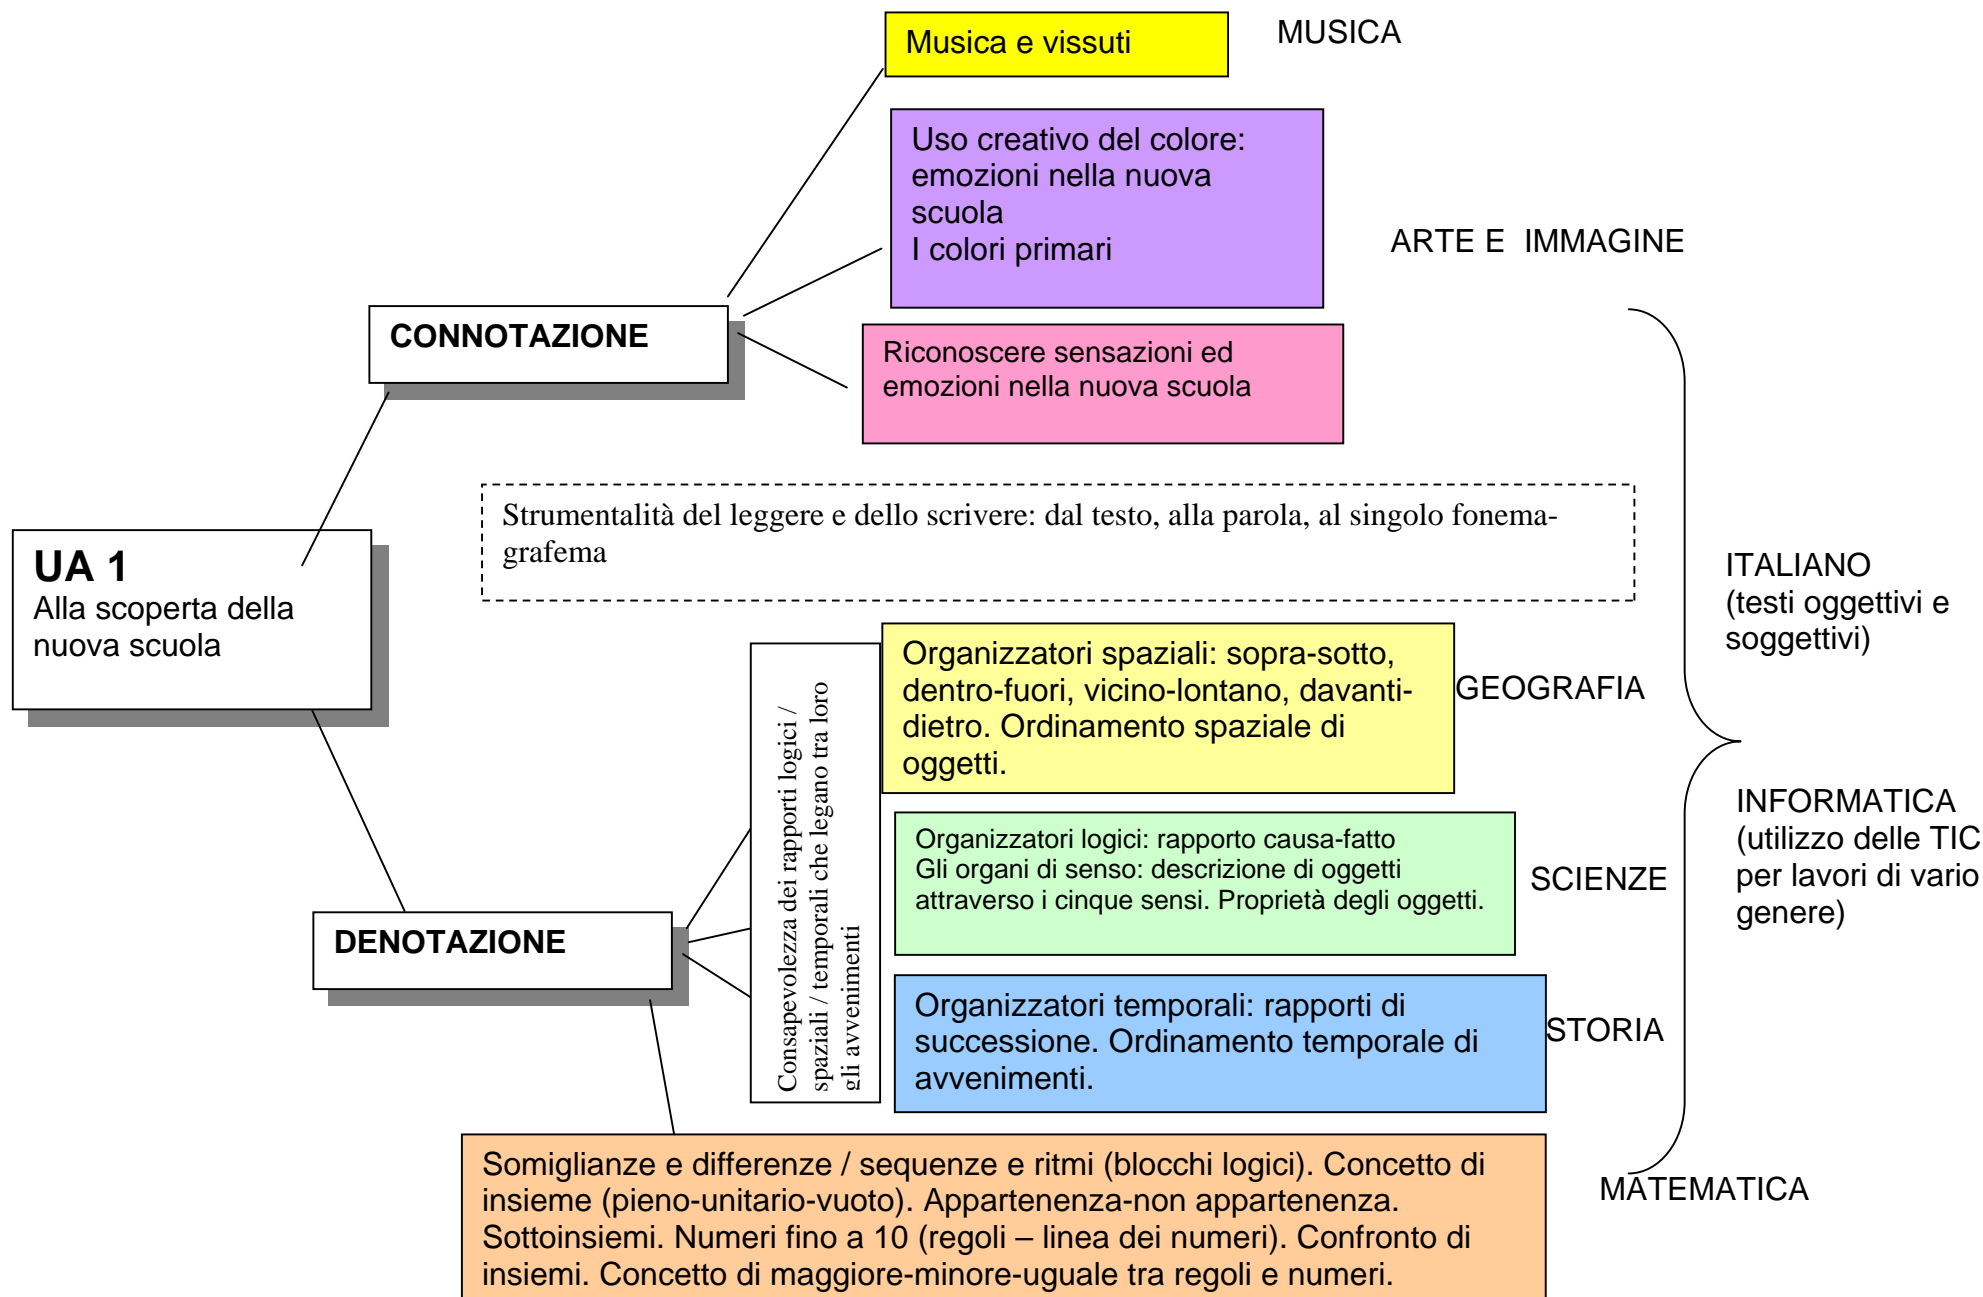 Musica e vissuti
MUSICA
Uso creativo del colore:
emozioni nella nuova
scuola
I colori primari
ARTE E IMMAGINE
CONNOTAZIONE
Riconoscere sensazioni ed
emozioni nella nuova scuola
Strumentalità del leggere e dello scrivere: dal testo, alla parola, al singolo fonema-
grafema
UA 1
Alla scoperta della
nuova scuola
ITALIANO
(testi oggettivi e
soggettivi)
Consapevolezza dei rapporti logici /
spaziali / temporali che legano tra loro
gli avvenimenti
Organizzatori spaziali: sopra-sotto,
dentro-fuori, vicino-lontano, davanti-
dietro. Ordinamento spaziale di
oggetti.
GEOGRAFIA
INFORMATICA
(utilizzo delle TIC
per lavori di vario
genere)
Organizzatori logici: rapporto causa-fatto
Gli organi di senso: descrizione di oggetti
attraverso i cinque sensi. Proprietà degli oggetti.
SCIENZE
DENOTAZIONE
Organizzatori temporali: rapporti di
successione. Ordinamento temporale di
avvenimenti.
STORIA
Somiglianze e differenze / sequenze e ritmi (blocchi logici). Concetto di
insieme (pieno-unitario-vuoto). Appartenenza-non appartenenza.
Sottoinsiemi. Numeri fino a 10 (regoli – linea dei numeri). Confronto di
insiemi. Concetto di maggiore-minore-uguale tra regoli e numeri.
MATEMATICA